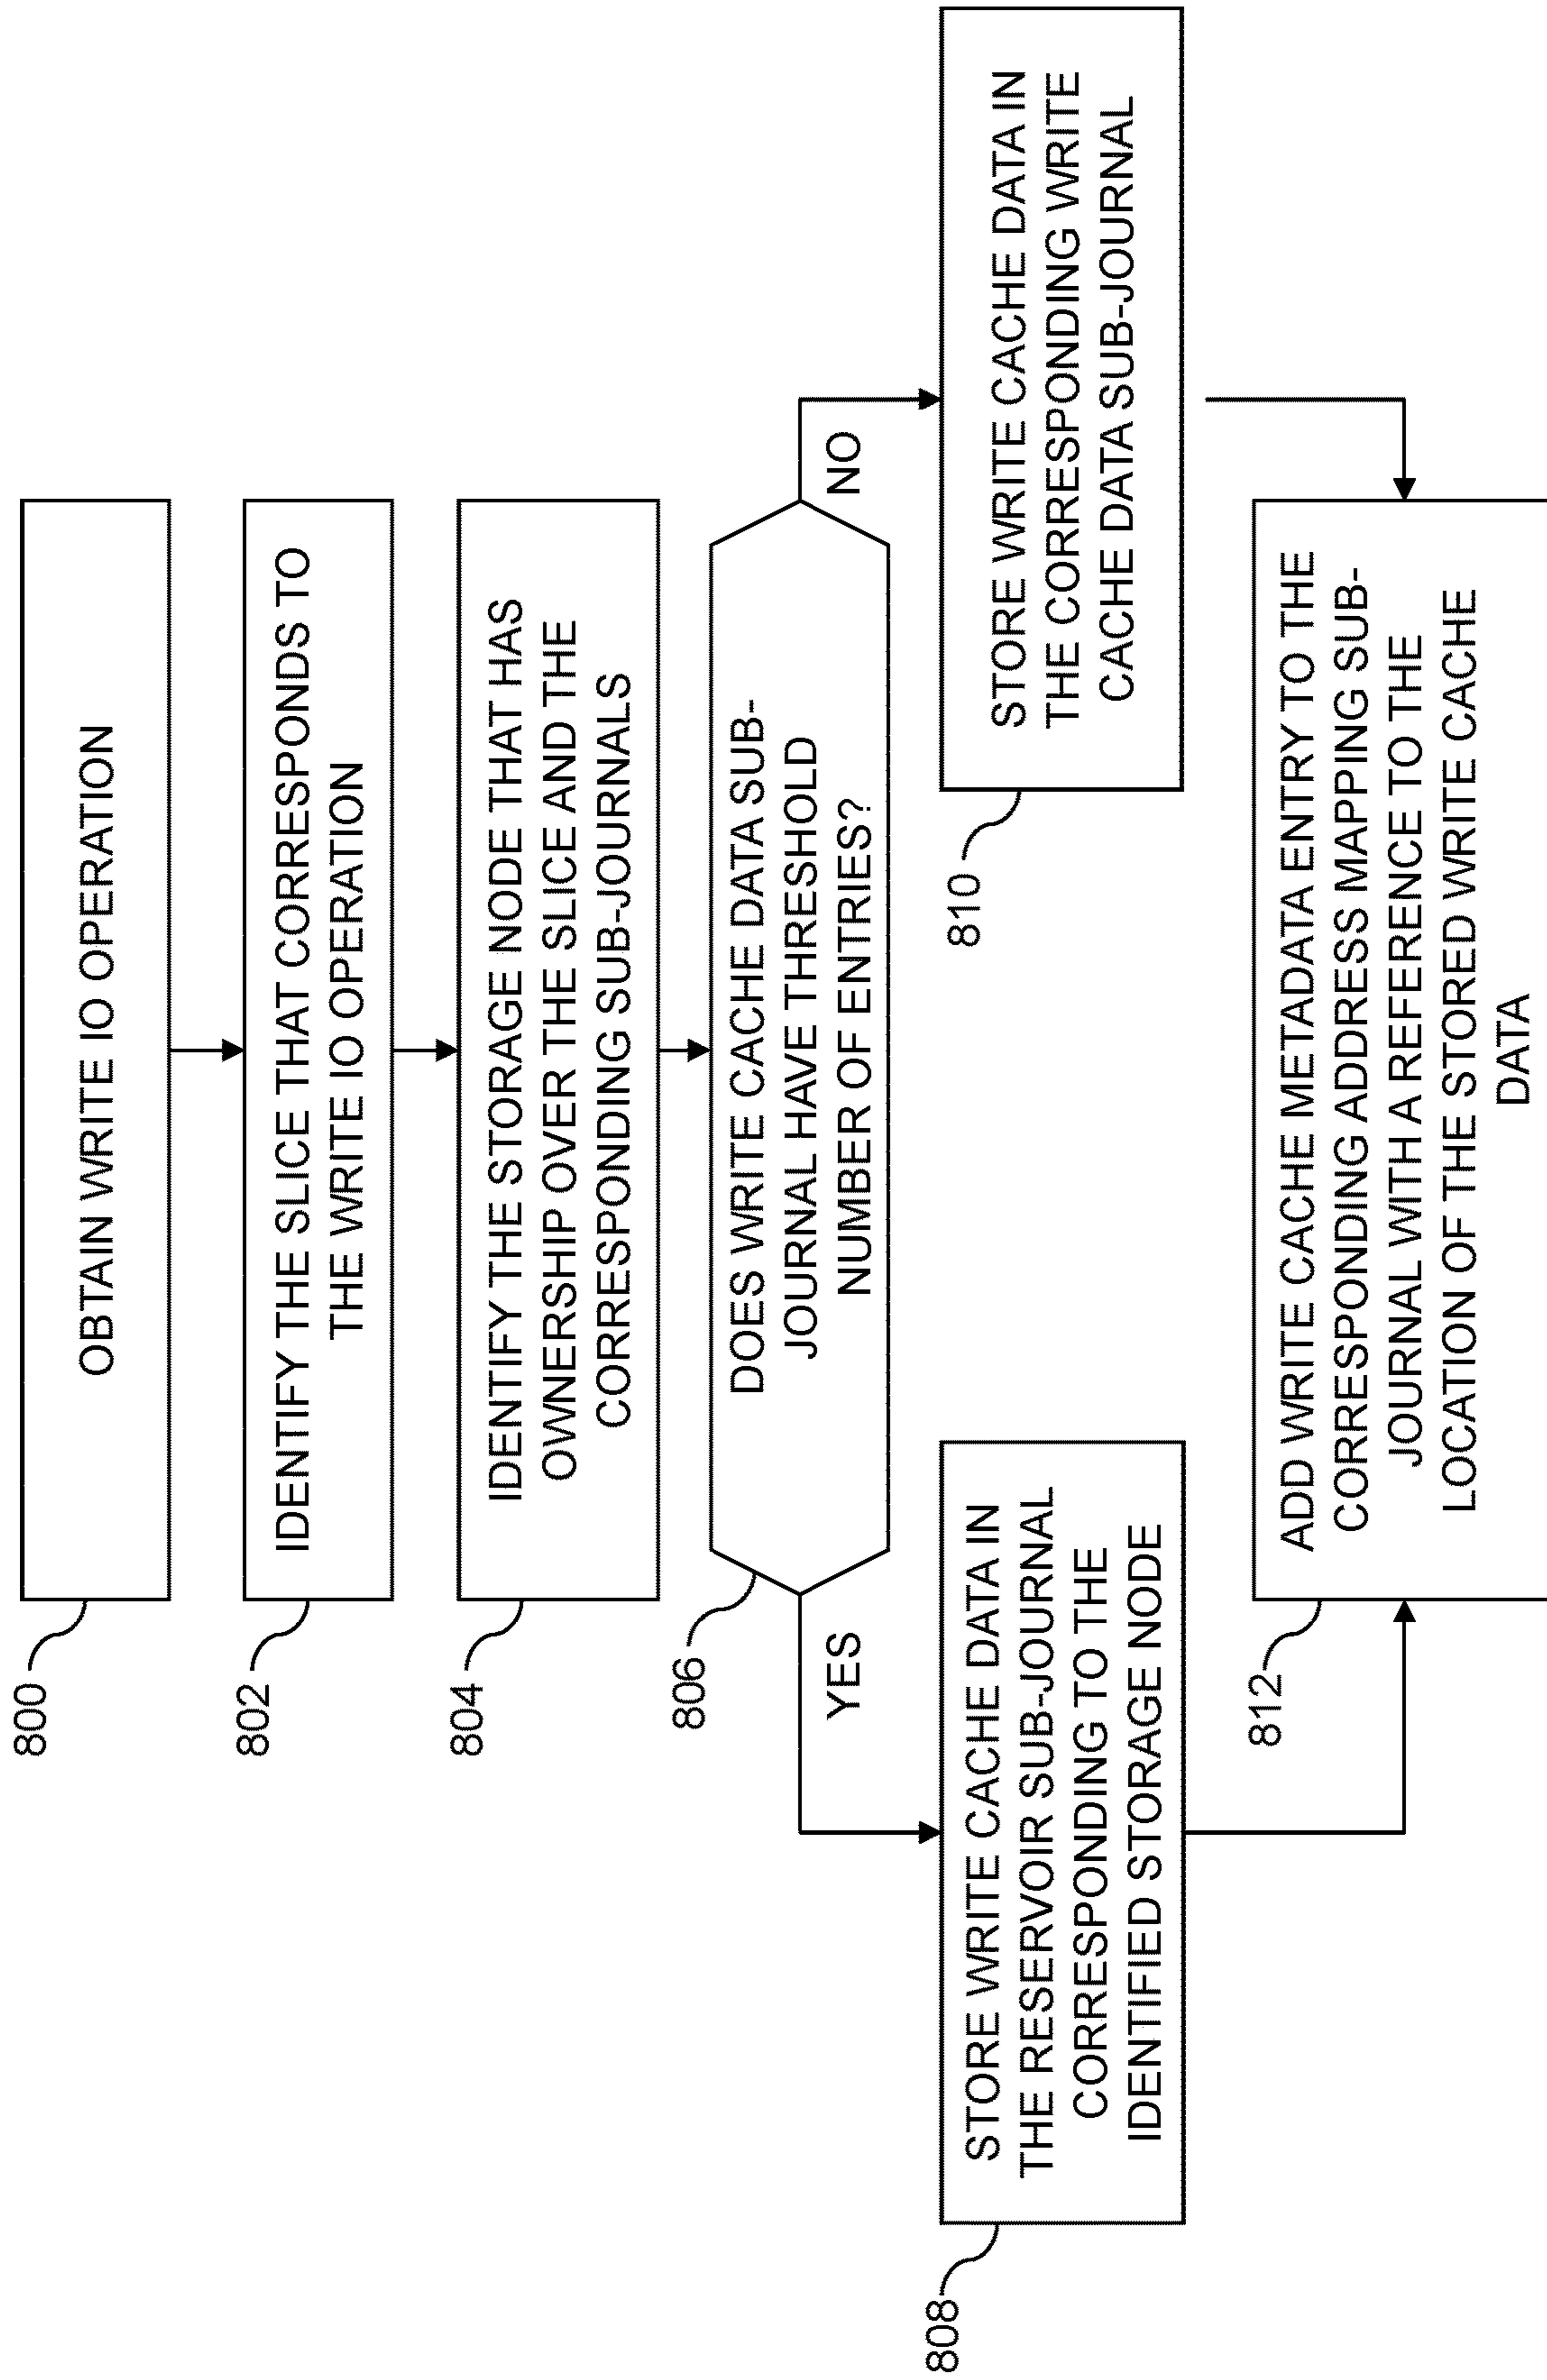 800
OBTAIN WRITE IO OPERATION
802
IDENTIFY THE SLICE THAT CORRESPONDS TO
THE WRITE IO OPERATION
804
IDENTIFY THE STORAGE NODE THAT HAS
OWNERSHIP OVER THE SLICE AND THE
CORRESPONDING SUB-JOURNALS
806
DOES WRITE CACHE DATA SUB-
JOURNAL HAVE THRESHOLD
NUMBER OF ENTRIES?
YES
NO
808
STORE WRITE CACHE DATA IN
THE RESERVOIR SUB-JOURNAL
CORRESPONDING TO THE
IDENTIFIED STORAGE NODE
810
STORE WRITE CACHE DATA IN
THE CORRESPONDING WRITE
CACHE DATA SUB-JOURNAL
812
ADD WRITE CACHE METADATA ENTRY TO THE
CORRESPONDING ADDRESS MAPPING SUB-
JOURNAL WITH A REFERENCE TO THE
LOCATION OF THE STORED WRITE CACHE
DATA